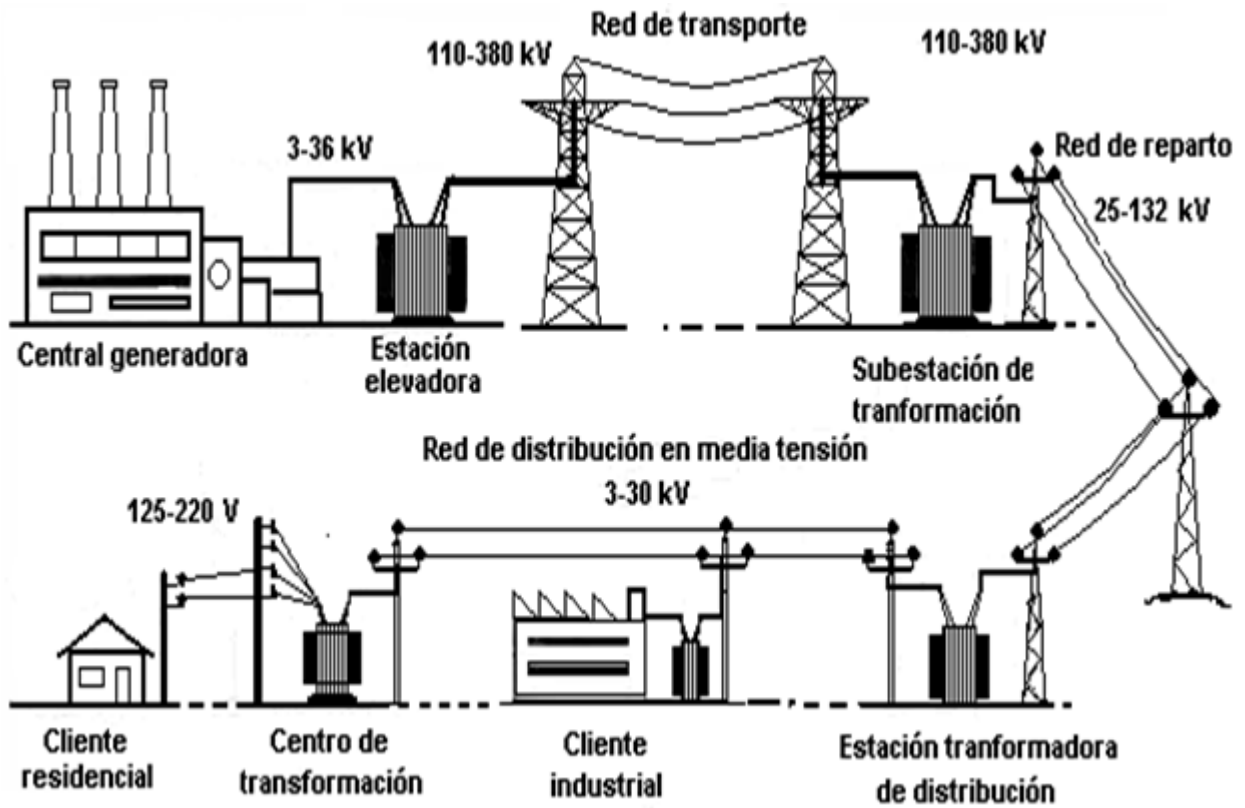 Red de transporte
110-380 kV
110-380 kV
3-36 kV
Red de reparto
25-132 kV
Central generadora
Estación
elevadora
Subestación de
tranformación
Red de distribución en media tensión
3-30 kV
125-220 V
Cliente
residencial
Centro de
transformación
Cliente
industrial
Estación tranformadora
de distribución